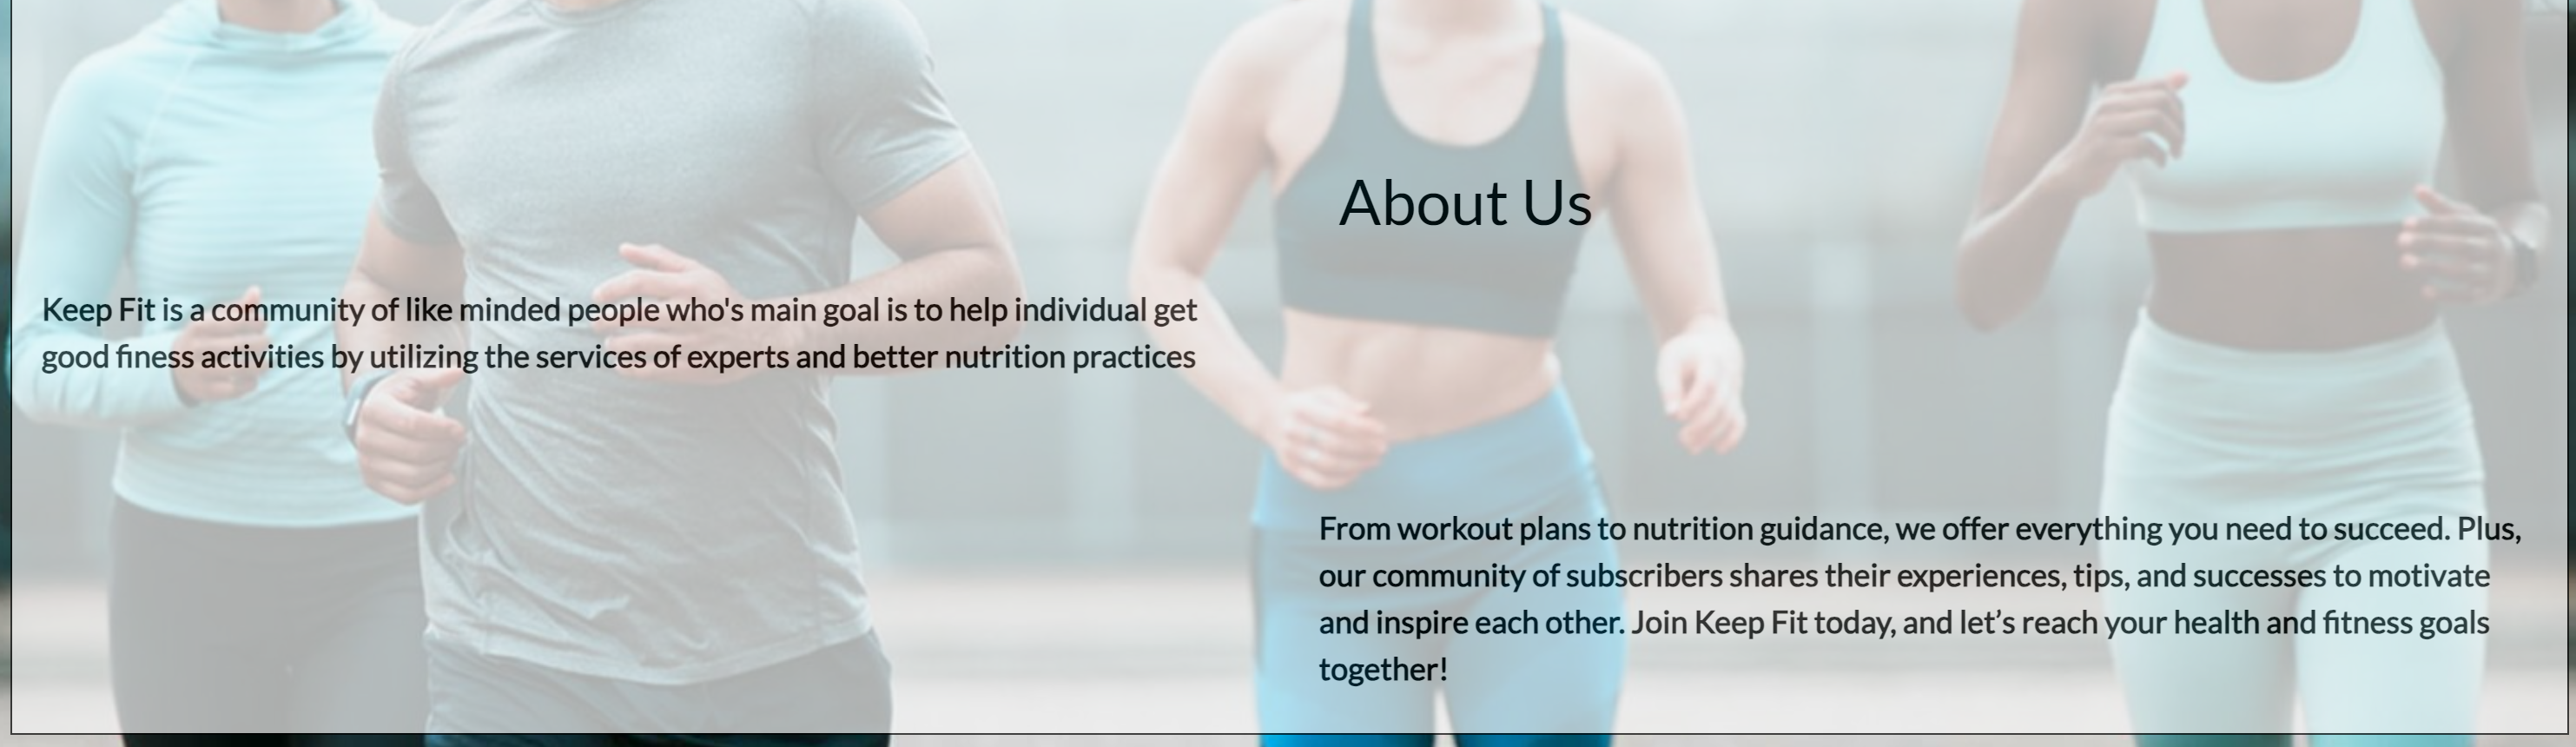 About Us
Keep Fit is a community of like minded people who's main goal is to help individual get
good finess activities by utilizing the services of experts and better nutrition practices
From workout plans to nutrition guidance, we offer everything you need to succeed. Plus,
our community of subscribers shares their experiences, tips, and successes to motivate
and inspire each other. Join Keep Fit today, and let’s reach your health and fitness goals
together!